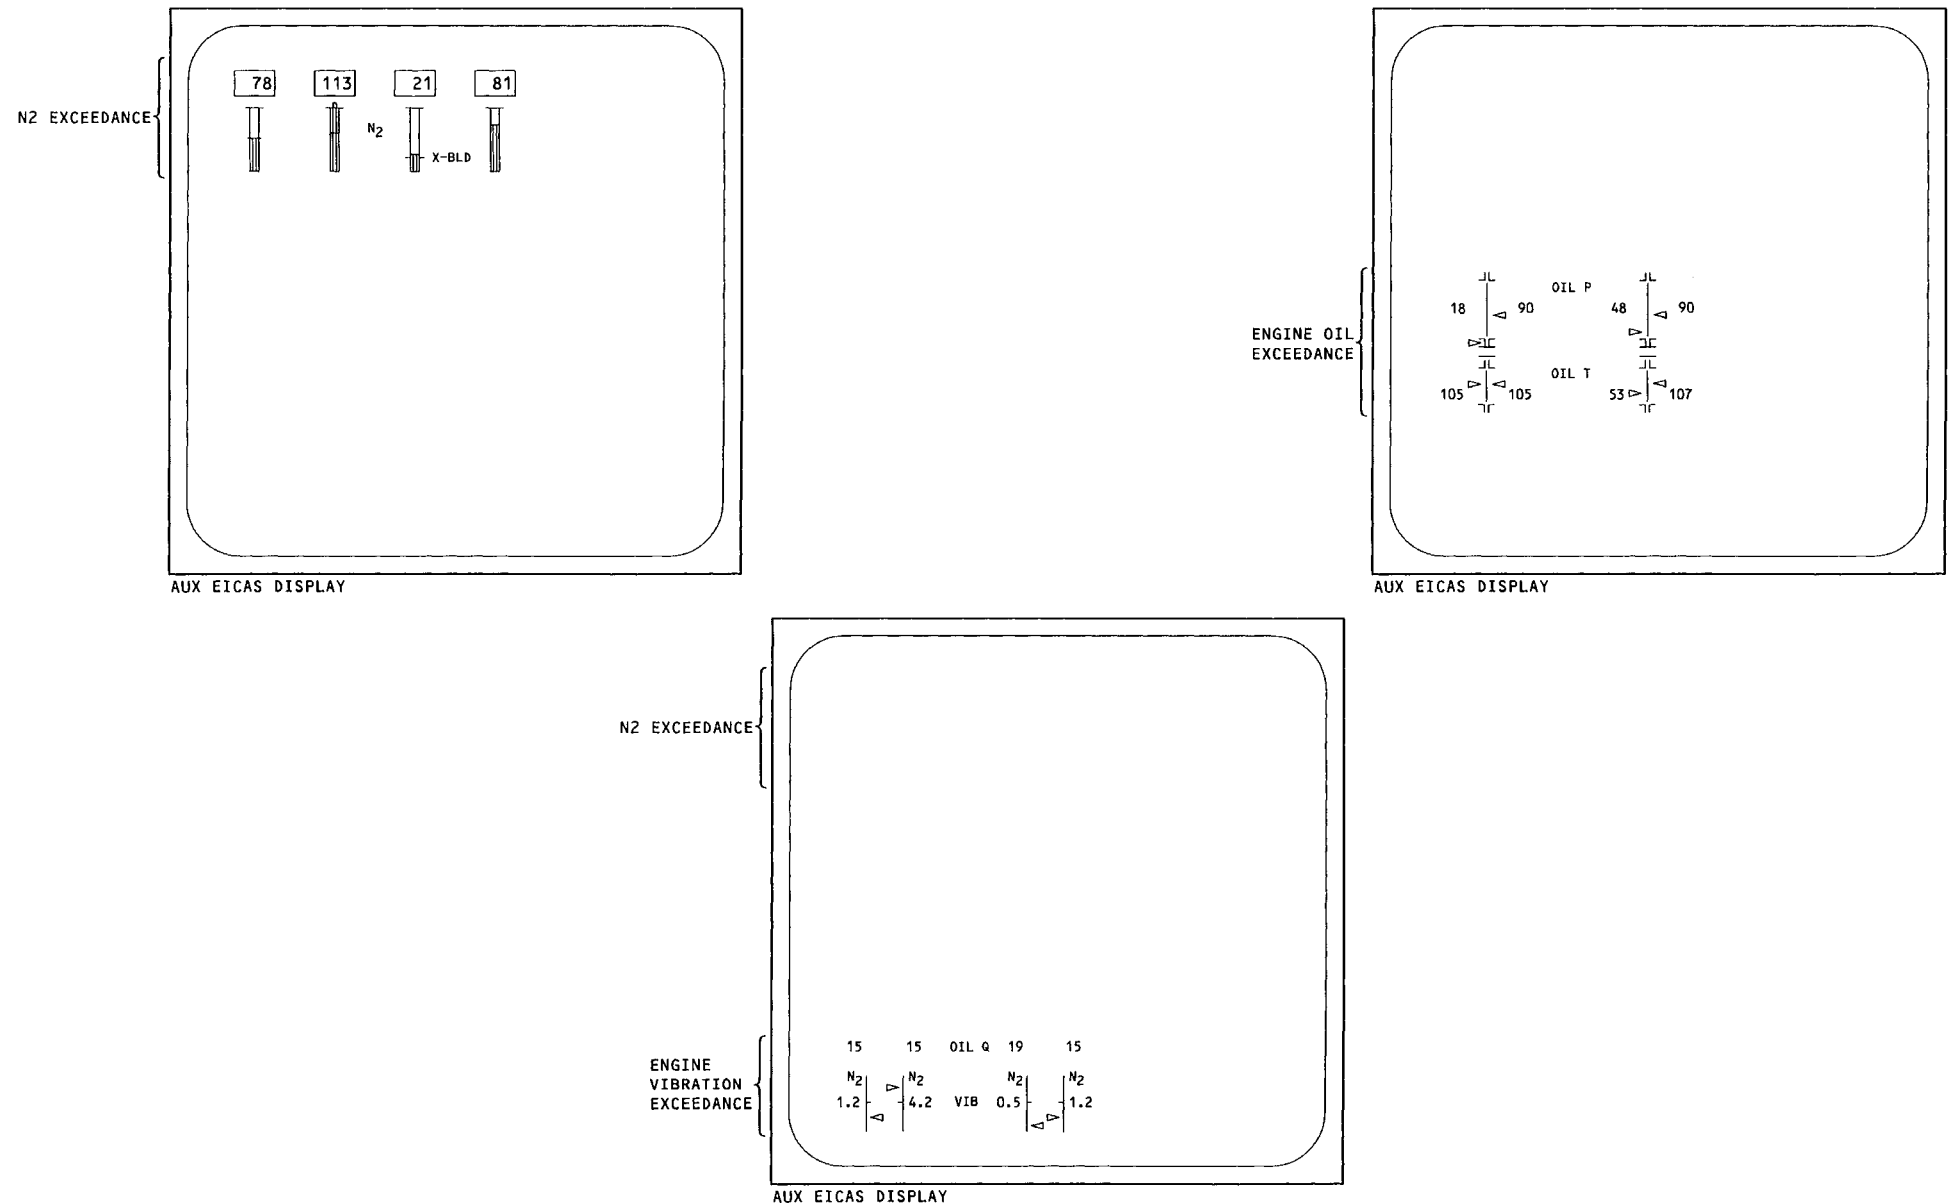 N2 EXCEEDANCE
78 113 21 81
N2
X-BLD
AUX EICAS DISPLAY
ENGINE OIL
EXCEEDANCE
OIL P
18 90 48 90
OIL T
105 105 53 107
AUX EICAS DISPLAY
N2 EXCEEDANCE
ENGINE
VIBRATION
EXCEEDANCE
15 15 OIL Q 19 15
N2 N2 N2 N2
1.2 4.2 VIB 0.5 1.2
AUX EICAS DISPLAY